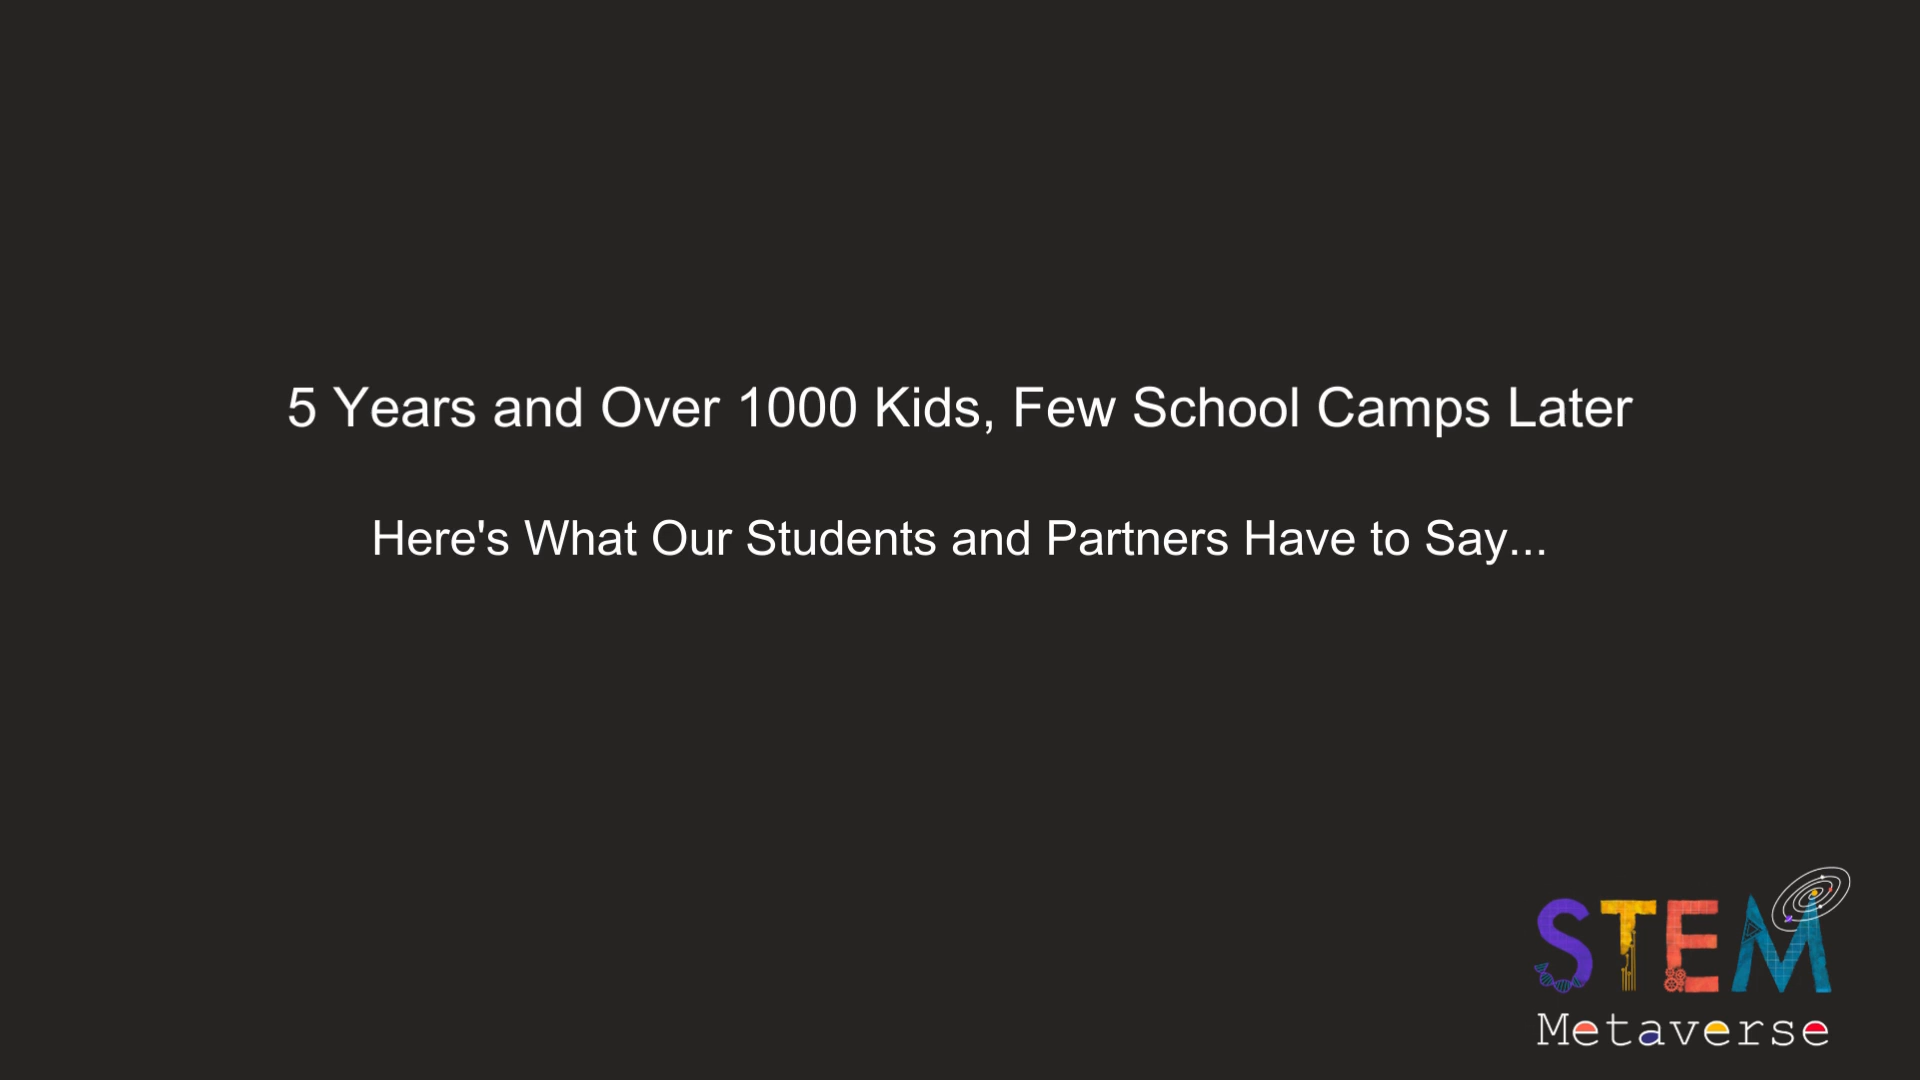 5 Years and Over 1000 Kids, Few School Camps Later
Here's What Our Students and Partners Have to Say...
STEM
Metaverse